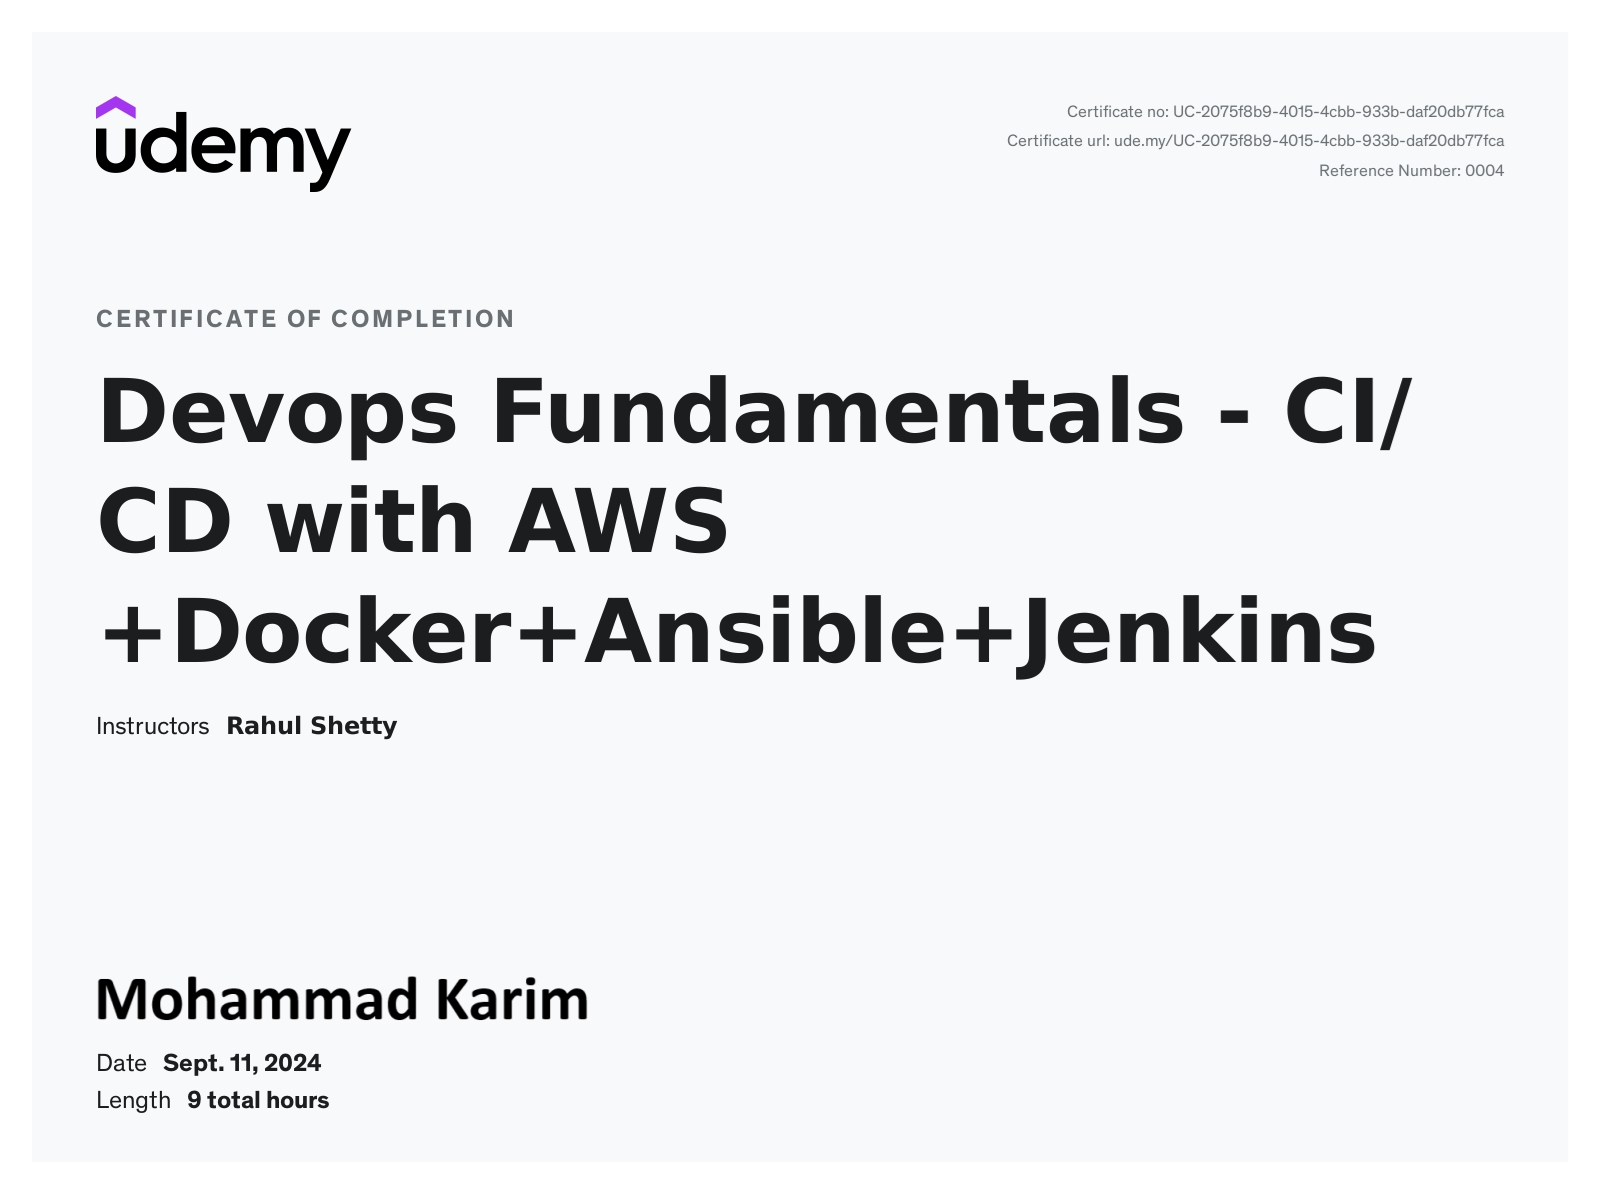 udemy
Certificate no: UC-2075f8b9-4015-4cbb-933b-daf20db77fca
Certificate url: ude.my/UC-2075f8b9-4015-4cbb-933b-daf20db77fca
Reference Number: 0004
CERTIFICATE OF COMPLETION
Devops Fundamentals - CI/
CD with AWS
+Docker+Ansible+Jenkins
Instructors Rahul Shetty
Mohammad Karim
Date Sept. 11, 2024
Length 9 total hours